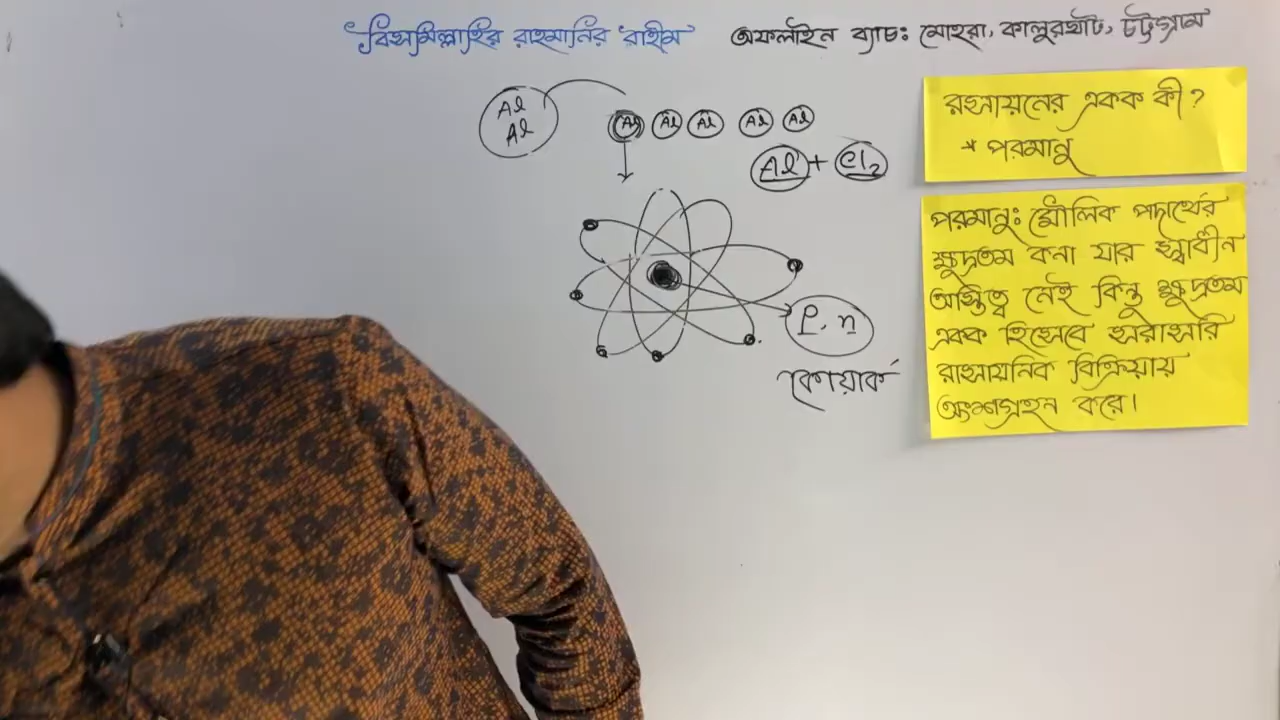 বিসমিল্লাহির রাহমানির রাহীম
অফলাইন ব্যাচঃ মোহরা, কালুরঘাট, চট্টগ্রাম
Al
Al
Al Al Al Al Al
Al + Cl₂
P, n
কোয়ার্ক
রসায়নের একক কী?
* পরমানু
পরমানুঃ মৌলিক পদার্থের
ক্ষুদ্রতম কনা যার স্বাধীন
অস্তিত্ব নেই কিন্তু ক্ষুদ্রতম
একক হিসেবে সরাসরি
রাসায়নিক বিক্রিয়ায়
অংশগ্রহন করে।